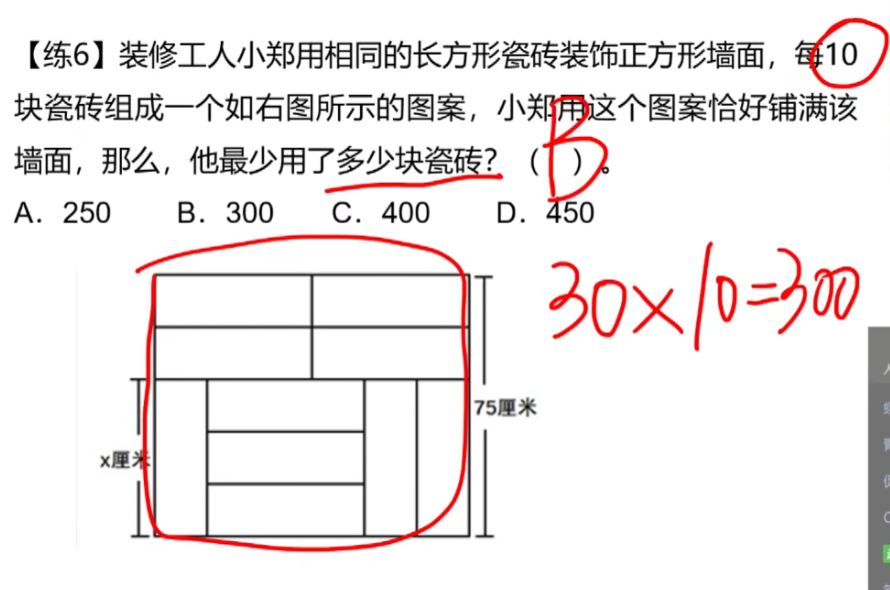 【练6】装修工人小郑用相同的长方形瓷砖装饰正方形墙面，每10
块瓷砖组成一个如右图所示的图案，小郑用这个图案恰好铺满该
墙面，那么，他最少用了多少块瓷砖？（B）。
A．250 B．300 C．400 D．450
30×10=300
75厘米
x厘米